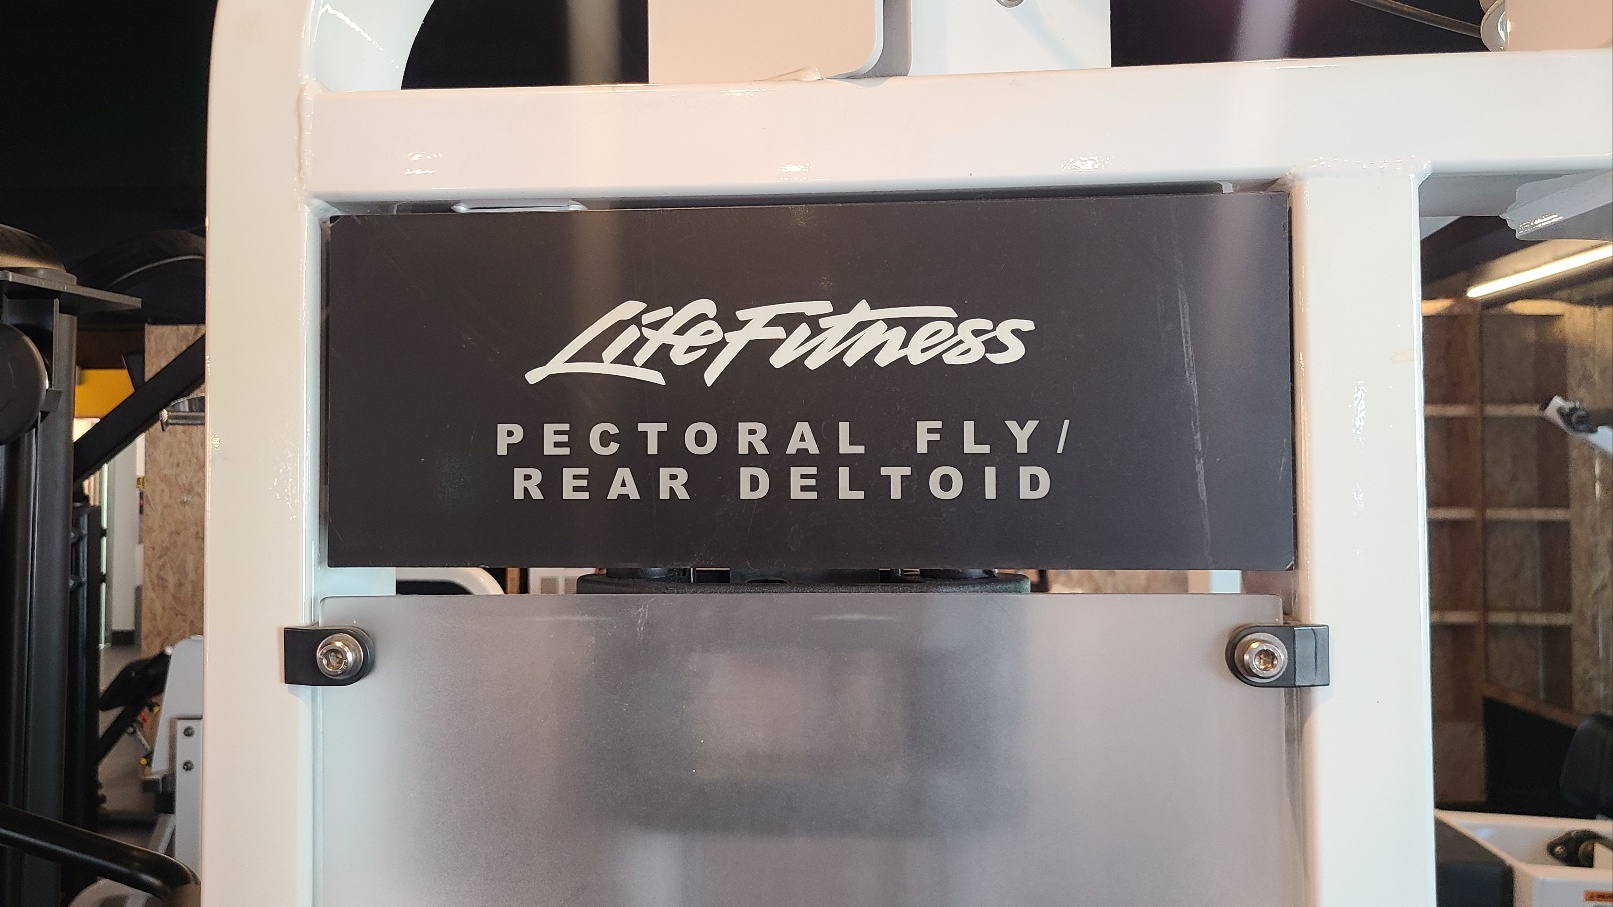 LifeFitness
PECTORAL FLY/
REAR DELTOID